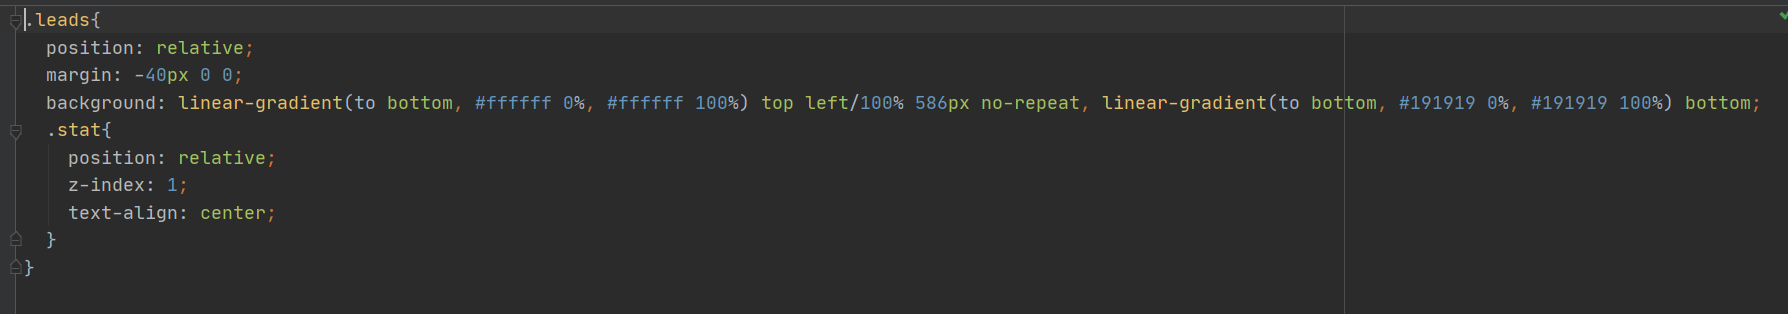 .leads{
position: relative;
margin: -40px 0 0;
background: linear-gradient(to bottom, #ffffff 0%, #ffffff 100%) top left/100% 586px no-repeat, linear-gradient(to bottom, #191919 0%, #191919 100%) bottom;
.stat{
position: relative;
z-index: 1;
text-align: center;
}
}